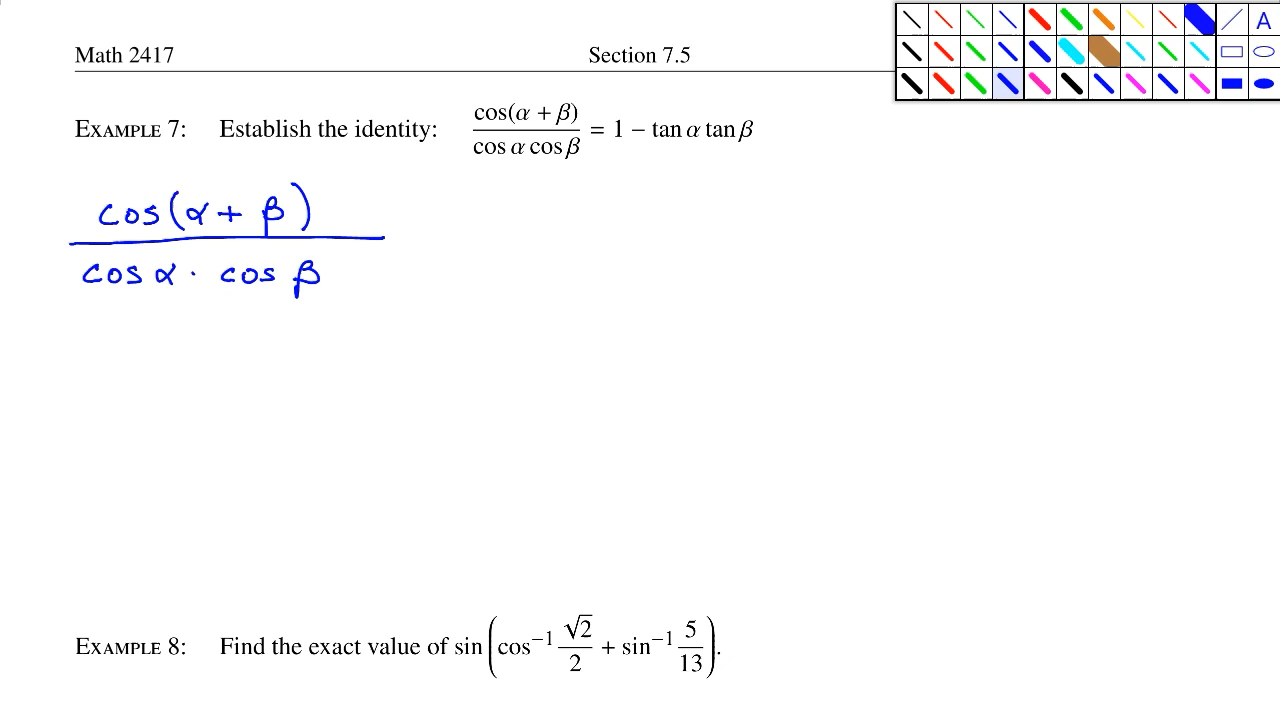 Math 2417 Section 7.5
A
EXAMPLE 7: Establish the identity: cos(α + β) / cos α cos β = 1 − tan α tan β
cos(α + β)
cos α · cos β
EXAMPLE 8: Find the exact value of sin(cos⁻¹ √2/2 + sin⁻¹ 5/13).